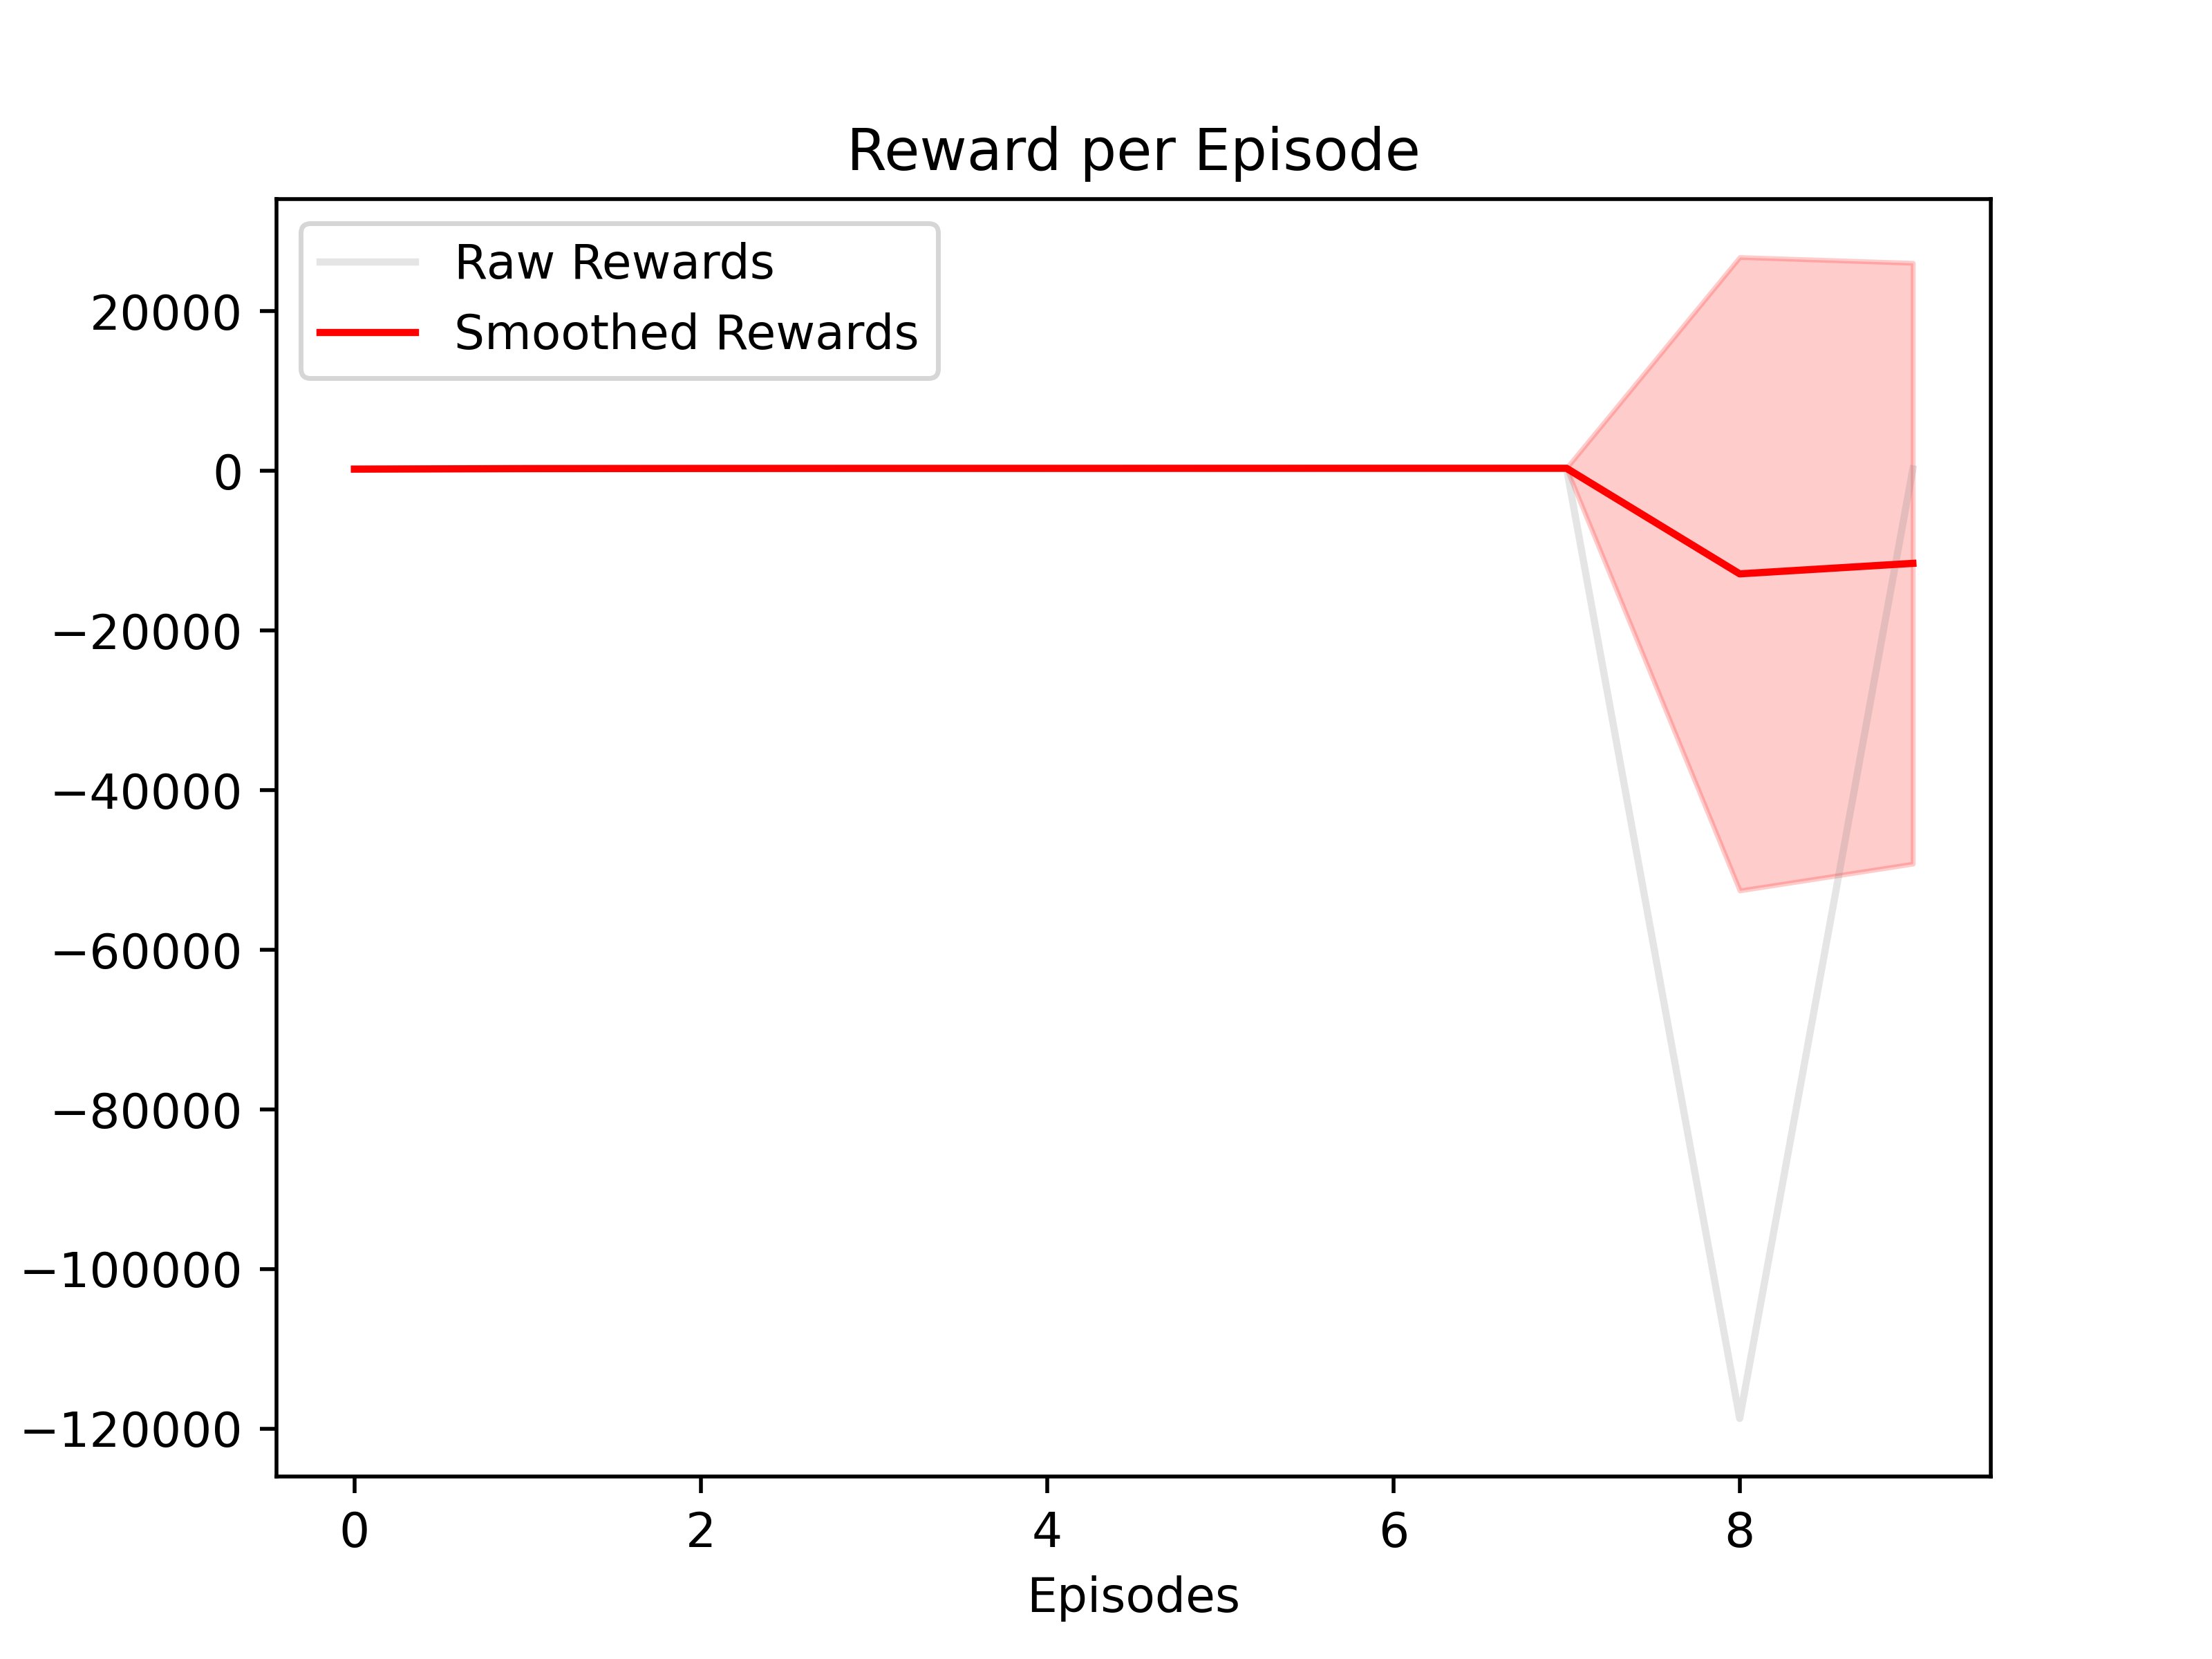 Reward per Episode
Raw Rewards
Smoothed Rewards
20000
0
−20000
−40000
−60000
−80000
−100000
−120000
0 2 4 6 8
Episodes